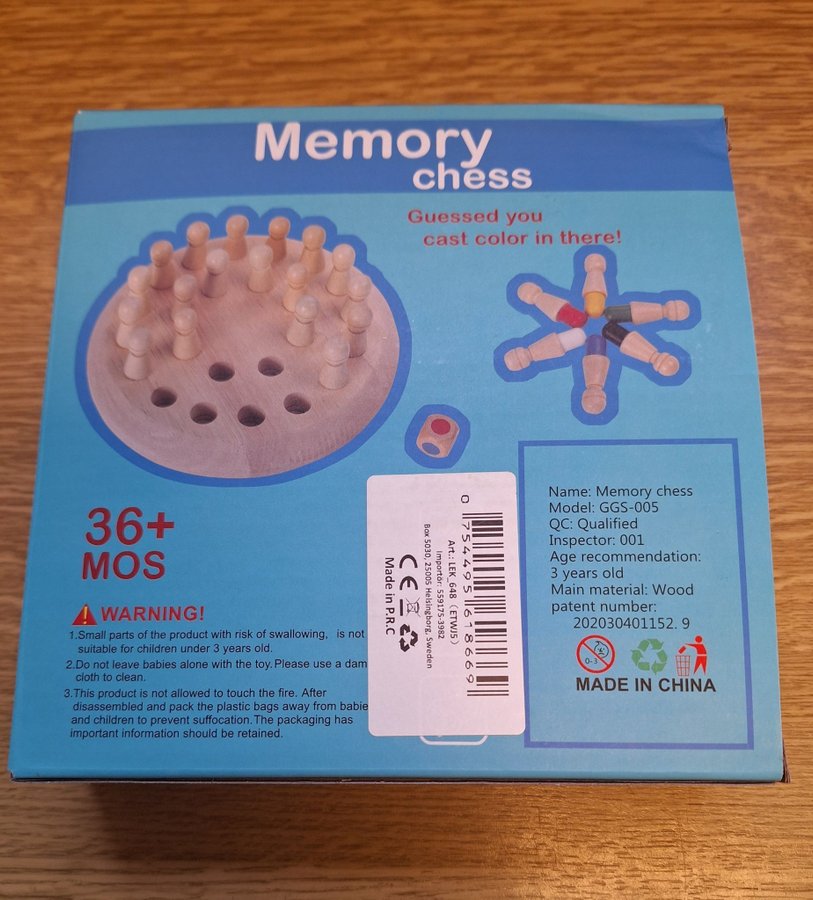 Memory
chess
Guessed you
cast color in there!
36+
MOS
WARNING!
1.Small parts of the product with risk of swallowing, is not
suitable for children under 3 years old.
2.Do not leave babies alone with the toy. Please use a dam
cloth to clean.
3.This product is not allowed to touch the fire. After
disassembled and pack the plastic bags away from babie
and children to prevent suffocation. The packaging has
important information should be retained.
0 754495 618669
Art.: LEK_648 (ETWJ5)
Importör: 559175-3982
Box 5030, 25005 Helsingborg, Sweden
CE
Made in P.R.C
Name: Memory chess
Model: GGS-005
QC: Qualified
Inspector: 001
Age recommendation:
3 years old
Main material: Wood
patent number:
202030401152. 9
0-3
MADE IN CHINA